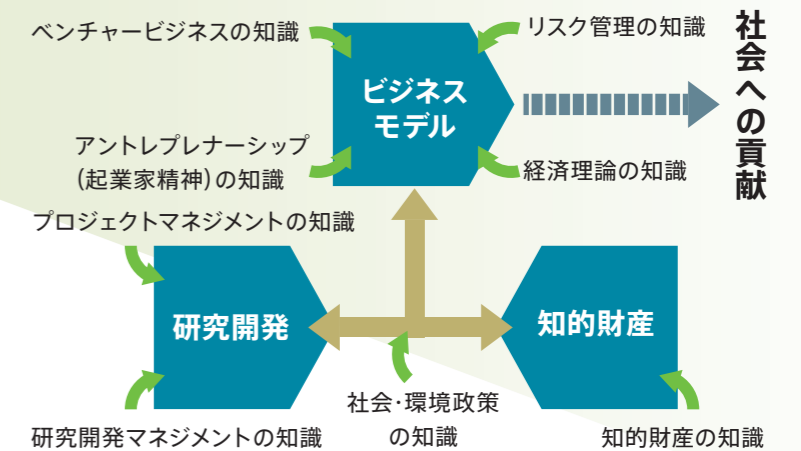 ベンチャービジネスの知識
リスク管理の知識
社会への貢献
ビジネス
モデル
アントレプレナーシップ
(起業家精神)の知識
経済理論の知識
プロジェクトマネジメントの知識
研究開発
知的財産
社会・環境政策
の知識
研究開発マネジメントの知識
知的財産の知識